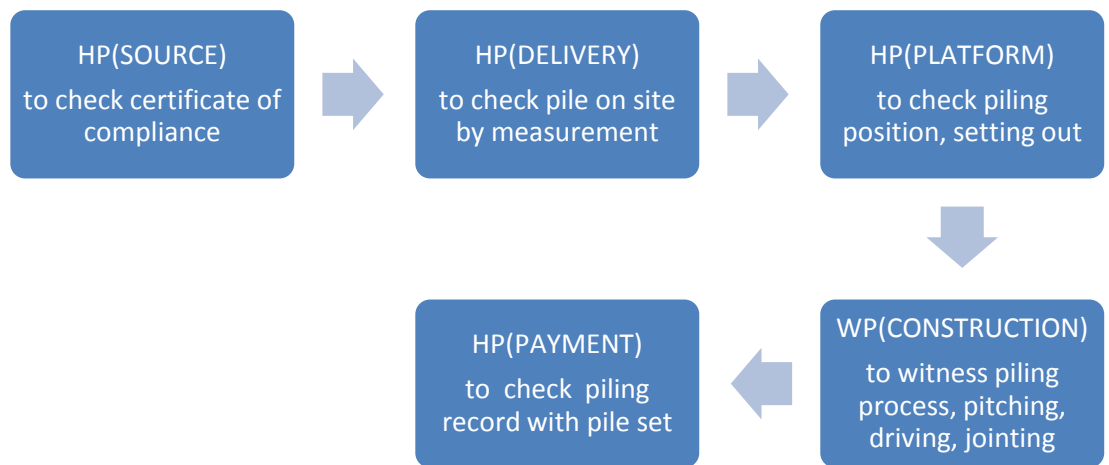 HP(SOURCE)
to check certificate of
compliance
HP(DELIVERY)
to check pile on site
by measurement
HP(PLATFORM)
to check piling
position, setting out
WP(CONSTRUCTION)
to witness piling
process, pitching,
driving, jointing
HP(PAYMENT)
to check piling
record with pile set